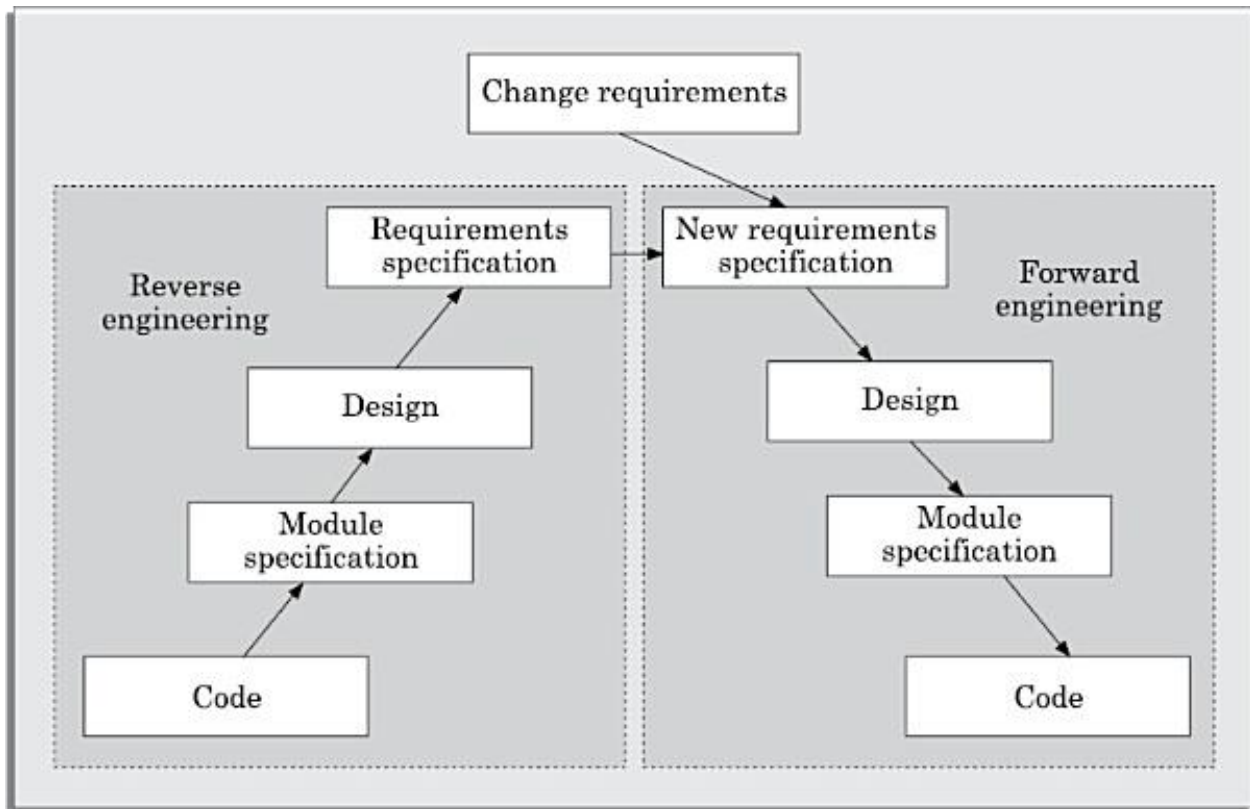 Change requirements
Requirements
specification
New requirements
specification
Reverse
engineering
Forward
engineering
Design
Design
Module
specification
Module
specification
Code
Code